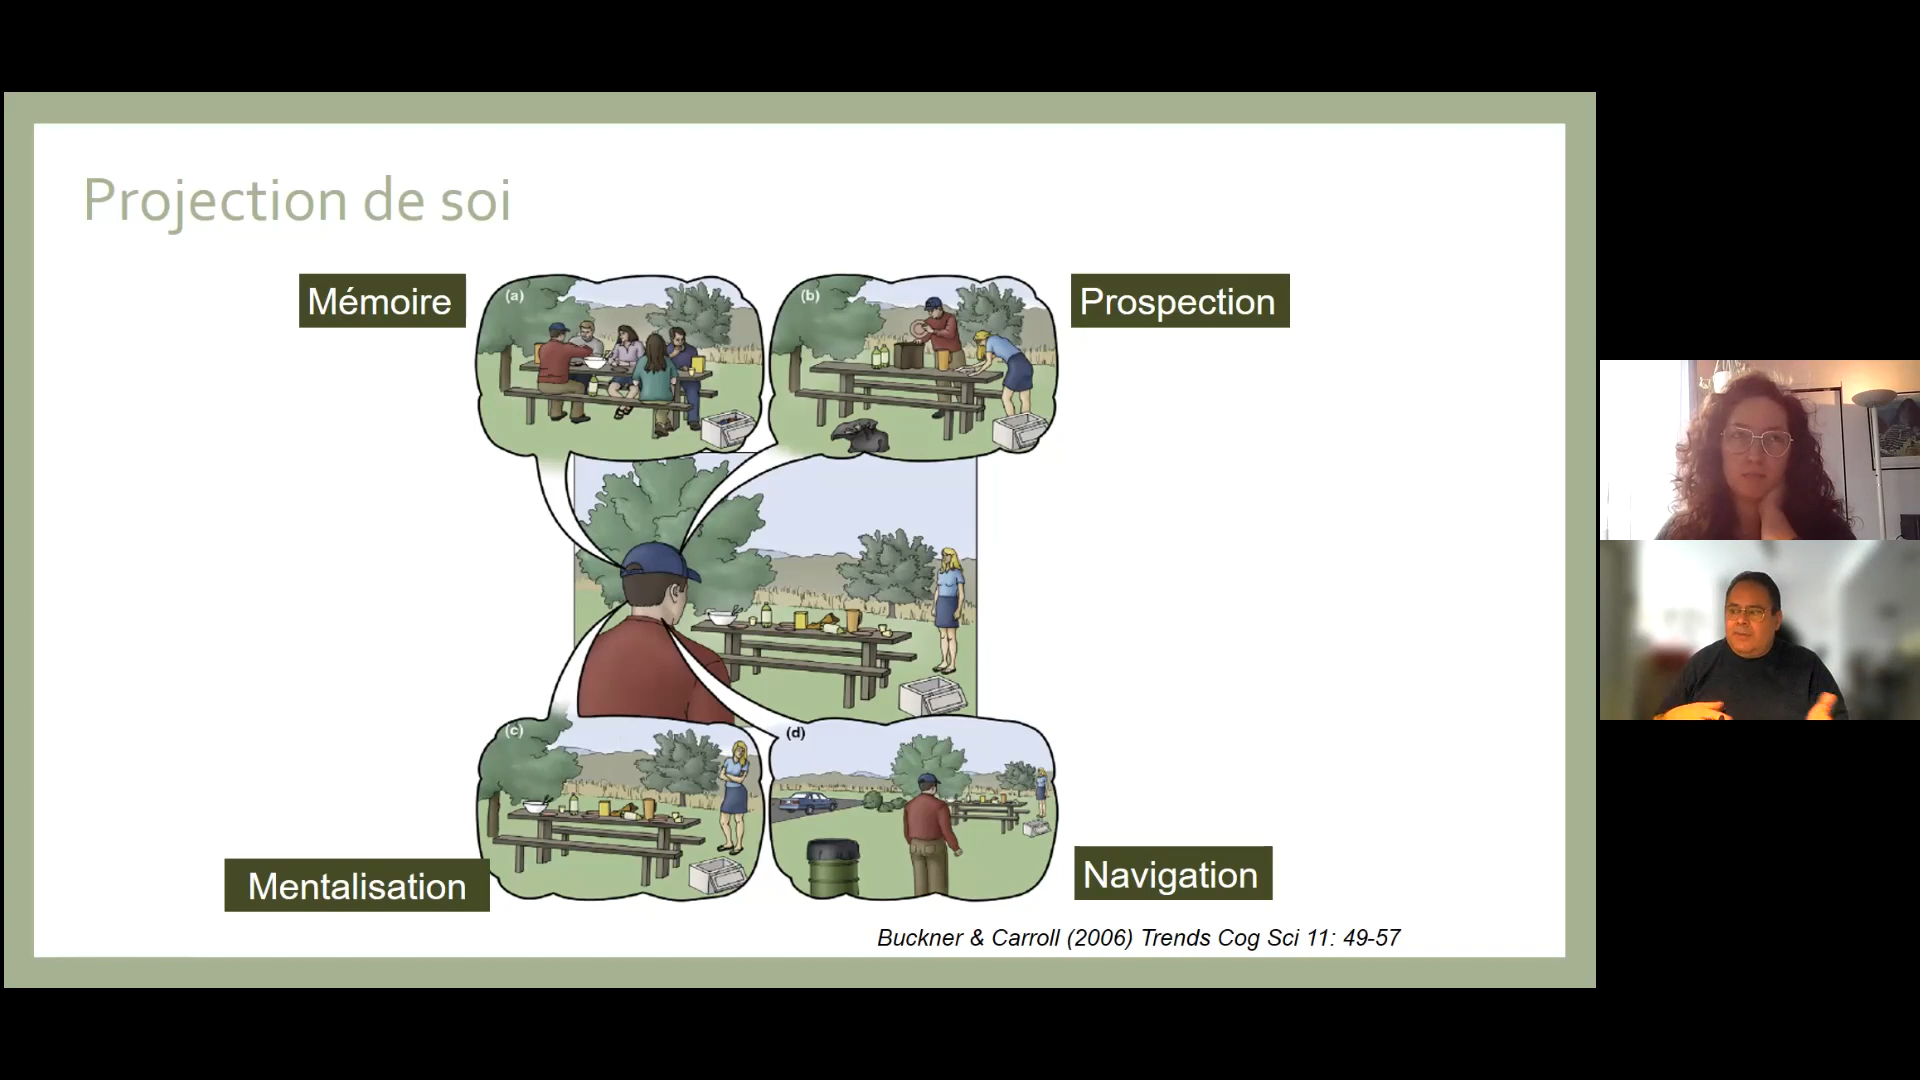 Projection de soi
Mémoire
(a)
(b)
Prospection
(c)
(d)
Mentalisation
Navigation
Buckner & Carroll (2006) Trends Cog Sci 11: 49-57